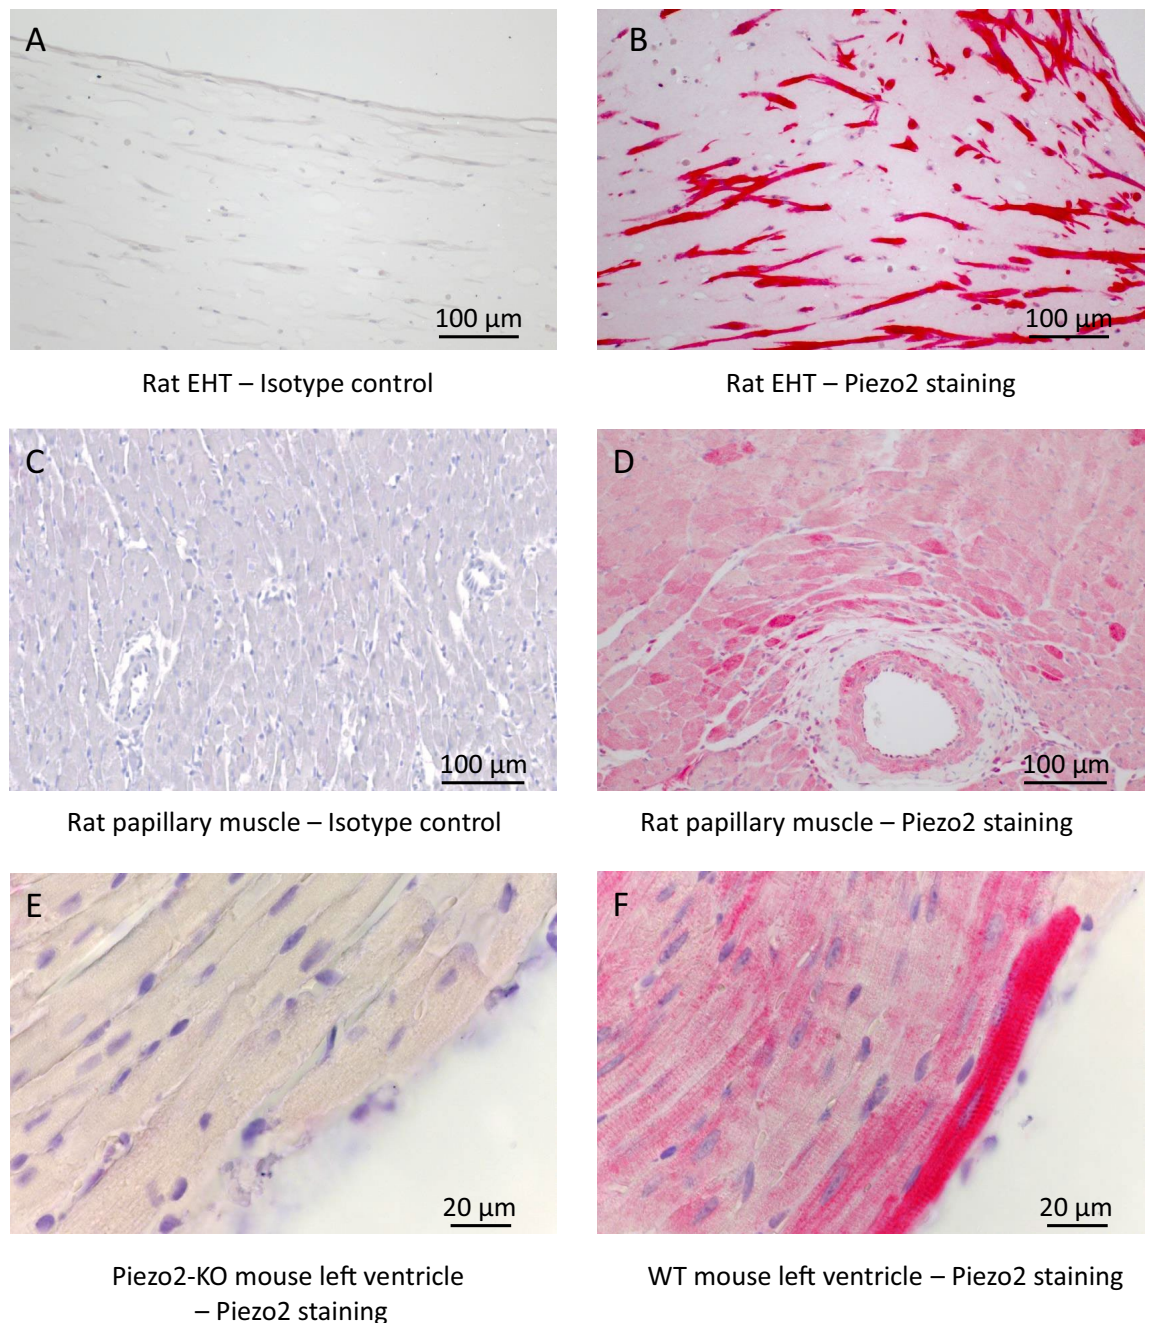 A
B
100 µm
100 µm
Rat EHT – Isotype control
Rat EHT – Piezo2 staining
C
D
100 µm
100 µm
Rat papillary muscle – Isotype control
Rat papillary muscle – Piezo2 staining
E
F
20 µm
20 µm
Piezo2-KO mouse left ventricle
– Piezo2 staining
WT mouse left ventricle – Piezo2 staining